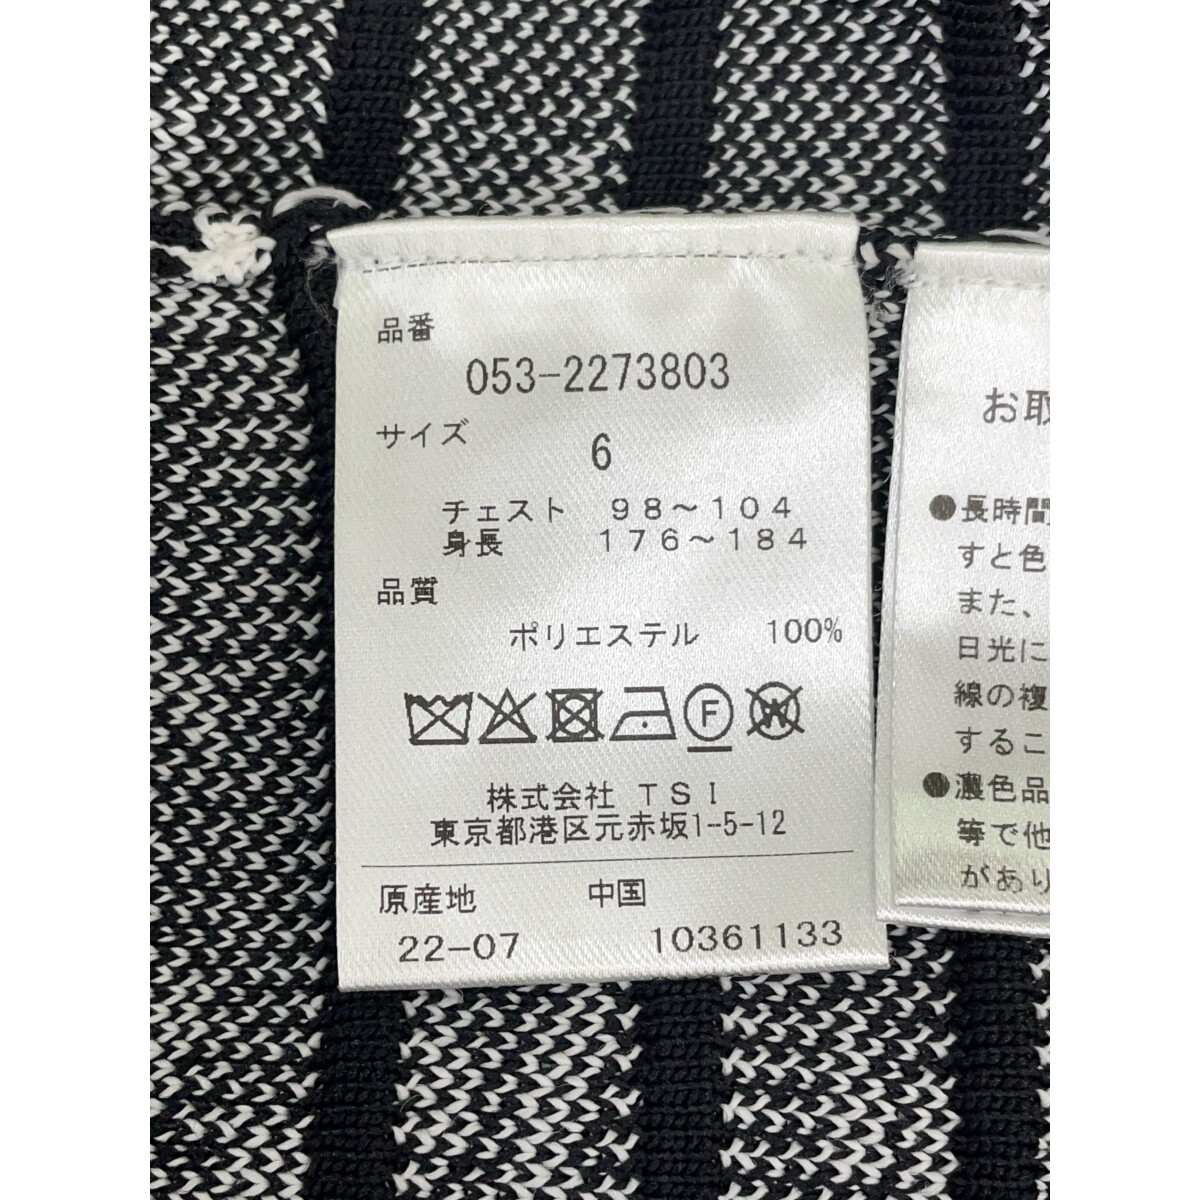 品番
053-2273803
サイズ
6
チェスト 98～104
身長 176～184
品質
ポリエステル 100%
F W
株式会社 TSI
東京都港区元赤坂1-5-12
原産地 中国
22-07 10361133
お取
●長時間
すと色
また、
日光に
線の複
するこ
●濃色品
等で他
があり